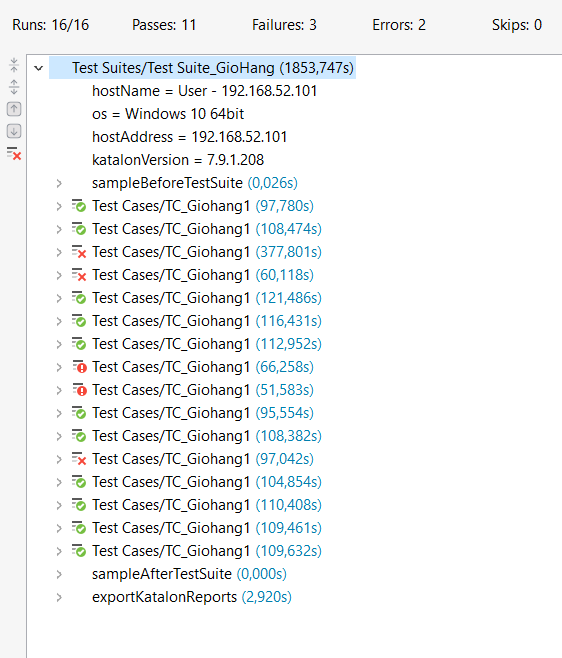 Runs: 16/16 Passes: 11 Failures: 3 Errors: 2 Skips: 0
Test Suites/Test Suite_GioHang (1853,747s)
hostName = User - 192.168.52.101
os = Windows 10 64bit
hostAddress = 192.168.52.101
katalonVersion = 7.9.1.208
sampleBeforeTestSuite (0,026s)
Test Cases/TC_Giohang1 (97,780s)
Test Cases/TC_Giohang1 (108,474s)
Test Cases/TC_Giohang1 (377,801s)
Test Cases/TC_Giohang1 (60,118s)
Test Cases/TC_Giohang1 (121,486s)
Test Cases/TC_Giohang1 (116,431s)
Test Cases/TC_Giohang1 (112,952s)
Test Cases/TC_Giohang1 (66,258s)
Test Cases/TC_Giohang1 (51,583s)
Test Cases/TC_Giohang1 (95,554s)
Test Cases/TC_Giohang1 (108,382s)
Test Cases/TC_Giohang1 (97,042s)
Test Cases/TC_Giohang1 (104,854s)
Test Cases/TC_Giohang1 (110,408s)
Test Cases/TC_Giohang1 (109,461s)
Test Cases/TC_Giohang1 (109,632s)
sampleAfterTestSuite (0,000s)
exportKatalonReports (2,920s)